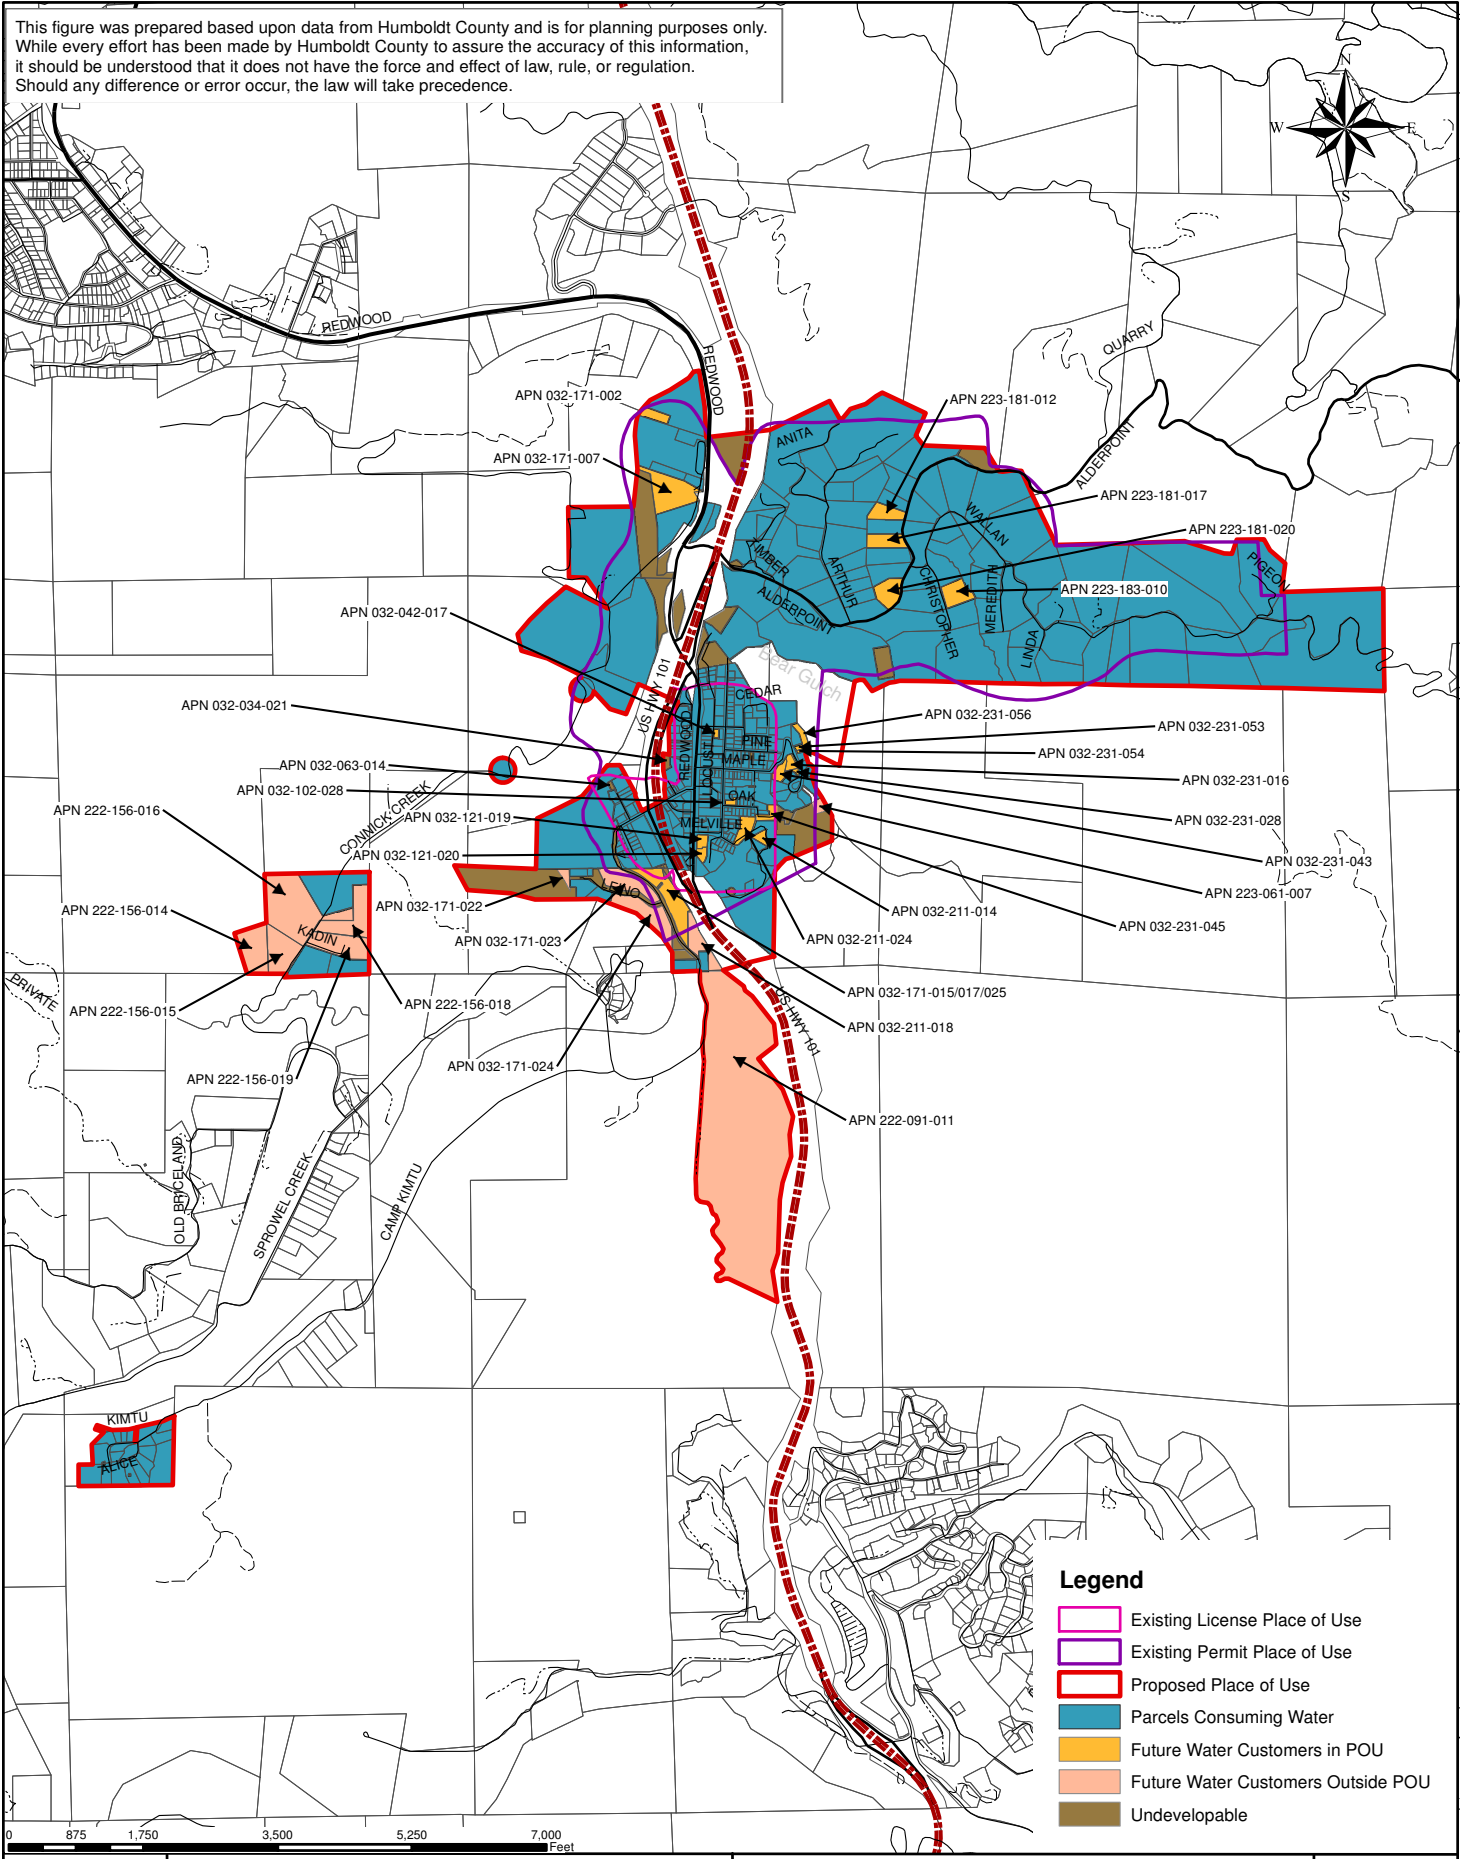 This figure was prepared based upon data from Humboldt County and is for planning purposes only.
While every effort has been made by Humboldt County to assure the accuracy of this information,
it should be understood that it does not have the force and effect of law, rule, or regulation.
Should any difference or error occur, the law will take precedence.
N
W
E
S
REDWOOD
REDWOOD
QUARRY
APN 032-171-002
APN 223-181-012
ANITA
ALDERPOINT
APN 032-171-007
APN 223-181-017
WALLAN
APN 223-181-020
TIMBER
ARTHUR
PIGEON
CHRISTOPHER
MEREDITH
APN 223-183-010
ALDERPOINT
APN 032-042-017
LINDA
Bear Gulch
US HWY 101
CEDAR
APN 032-034-021
REDWOOD
LOCUST
PINE
APN 032-231-056
APN 032-231-053
APN 032-231-054
MAPLE
APN 032-063-014
APN 032-231-016
APN 032-102-028
OAK
APN 222-156-016
CONNICK CREEK
APN 032-121-019
MELVILLE
APN 032-231-028
APN 032-121-020
APN 032-231-043
LEINO
APN 223-061-007
APN 032-171-022
APN 222-156-014
APN 032-211-014
APN 032-231-045
KADIN
APN 032-171-023
APN 032-211-024
PRIVATE
APN 222-156-015
APN 222-156-018
APN 032-171-015/017/025
US HWY 101
APN 032-211-018
APN 032-171-024
APN 222-156-019
APN 222-091-011
OLD BRICELAND
SPROWEL CREEK
CAMP KIMTU
KIMTU
ALICE
Legend
Existing License Place of Use
Existing Permit Place of Use
Proposed Place of Use
Parcels Consuming Water
Future Water Customers in POU
Future Water Customers Outside POU
Undevelopable
0 875 1,750 3,500 5,250 7,000
Feet